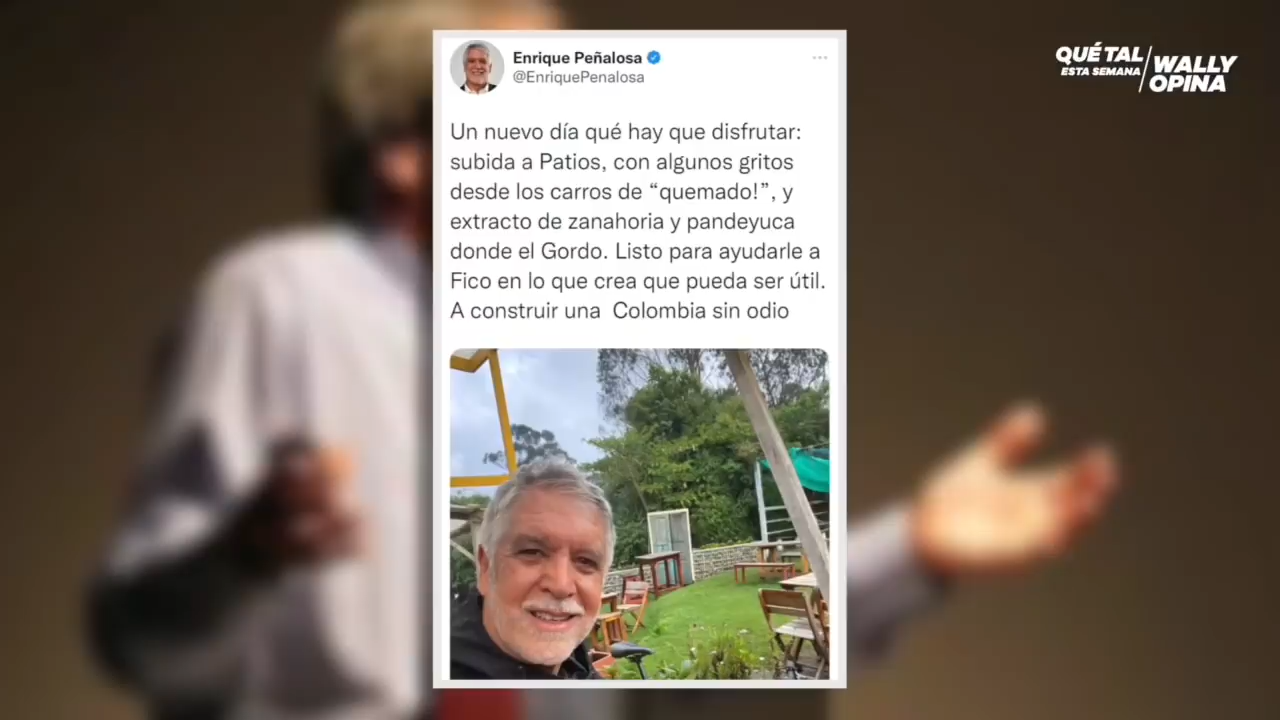 Enrique Peñalosa
@EnriquePenalosa
Un nuevo día qué hay que disfrutar:
subida a Patios, con algunos gritos
desde los carros de “quemado!”, y
extracto de zanahoria y pandeyuca
donde el Gordo. Listo para ayudarle a
Fico en lo que crea que pueda ser útil.
A construir una  Colombia sin odio
QUÉ TAL
ESTA SEMANA
WALLY
OPINA